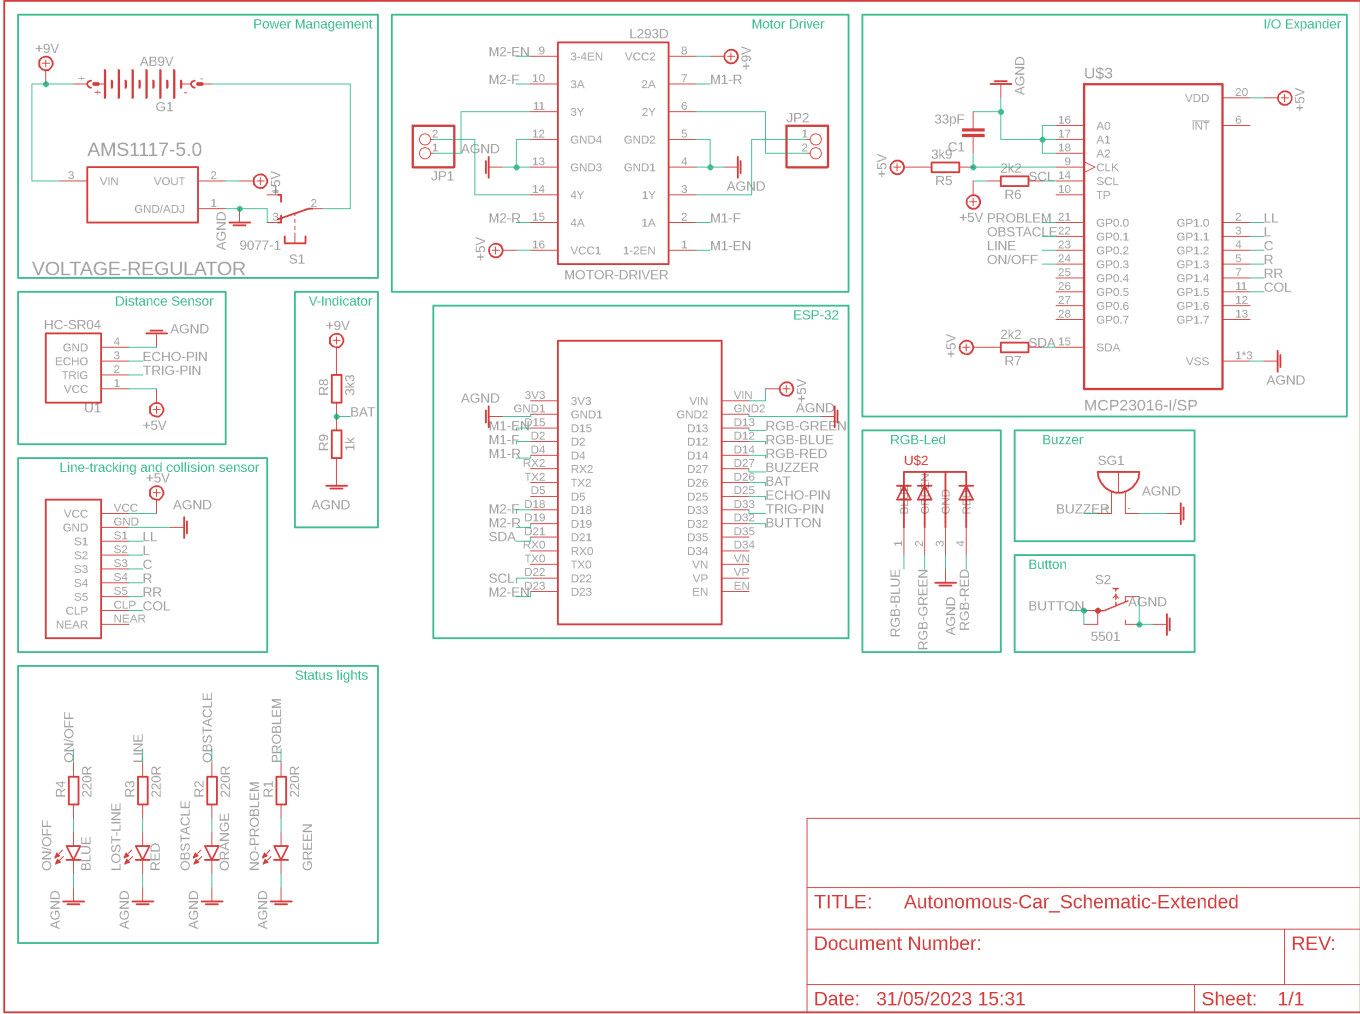 Power Management
+9V
AB9V
+
-
+
G1
AMS1117-5.0
3 VIN VOUT 2
+5V
GND/ADJ 1
AGND
3
2
9077-1
S1
VOLTAGE-REGULATOR
Motor Driver
L293D
M2-EN 9 3-4EN VCC2 8 +9V
M2-F 10 3A 2A 7 M1-R
11 3Y 2Y 6
12 GND4 GND2 5
13 GND3 GND1 4
14 4Y 1Y 3
M2-R 15 4A 1A 2 M1-F
+5V 16 VCC1 1-2EN 1 M1-EN
2
1
JP1
AGND
JP2
1
2
AGND
MOTOR-DRIVER
I/O Expander
AGND
U$3
VDD 20 +5V
INT 6
33pF
C1
16 A0
17 A1
18 A2
+5V
3k9
R5
9 CLK
2k2
R6
SCL 14 SCL
10 TP
+5V
PROBLEM 21 GP0.0 GP1.0 2 LL
OBSTACLE 22 GP0.1 GP1.1 3 L
LINE 23 GP0.2 GP1.2 4 C
ON/OFF 24 GP0.3 GP1.3 5 R
25 GP0.4 GP1.4 7 RR
26 GP0.5 GP1.5 11 COL
27 GP0.6 GP1.6 12
28 GP0.7 GP1.7 13
+5V
2k2
R7
SDA 15 SDA
VSS 1*3
AGND
MCP23016-I/SP
Distance Sensor
HC-SR04
GND 4 AGND
ECHO 3 ECHO-PIN
TRIG 2 TRIG-PIN
VCC 1
U1
+5V
V-Indicator
+9V
R8
3k3
BAT
R9
1k
AGND
ESP-32
3V3 3V3 VIN VIN +5V
AGND GND1 GND1 GND2 GND2 AGND
M1-EN D15 D15 D13 D13 RGB-GREEN
M1-F D2 D2 D12 D12 RGB-BLUE
M1-R D4 D4 D14 D14 RGB-RED
RX2 RX2 D27 D27 BUZZER
TX2 TX2 D26 D26 BAT
D5 D5 D25 D25 ECHO-PIN
M2-F D18 D18 D33 D33 TRIG-PIN
M2-R D19 D19 D32 D32 BUTTON
SDA D21 D21 D35 D35
RX0 RX0 D34 D34
TX0 TX0 VN VN
SCL D22 D22 VP VP
M2-EN D23 D23 EN EN
Line-tracking and collision sensor
+5V
VCC VCC AGND
GND GND
S1 S1 LL
S2 S2 L
S3 S3 C
S4 S4 R
S5 S5 RR
CLP CLP COL
NEAR NEAR
RGB-Led
U$2
BLUE
GREEN
GND
RED
1
2
3
4
RGB-BLUE
RGB-GREEN
AGND
RGB-RED
Buzzer
SG1
AGND
BUZZER
-
Button
S2
BUTTON
AGND
5501
Status lights
ON/OFF
LINE
OBSTACLE
PROBLEM
R4
220R
R3
220R
R2
220R
R1
220R
ON/OFF
BLUE
LOST-LINE
RED
OBSTACLE
ORANGE
NO-PROBLEM
GREEN
AGND
AGND
AGND
AGND
TITLE: Autonomous-Car_Schematic-Extended
Document Number:
REV:
Date: 31/05/2023 15:31
Sheet: 1/1